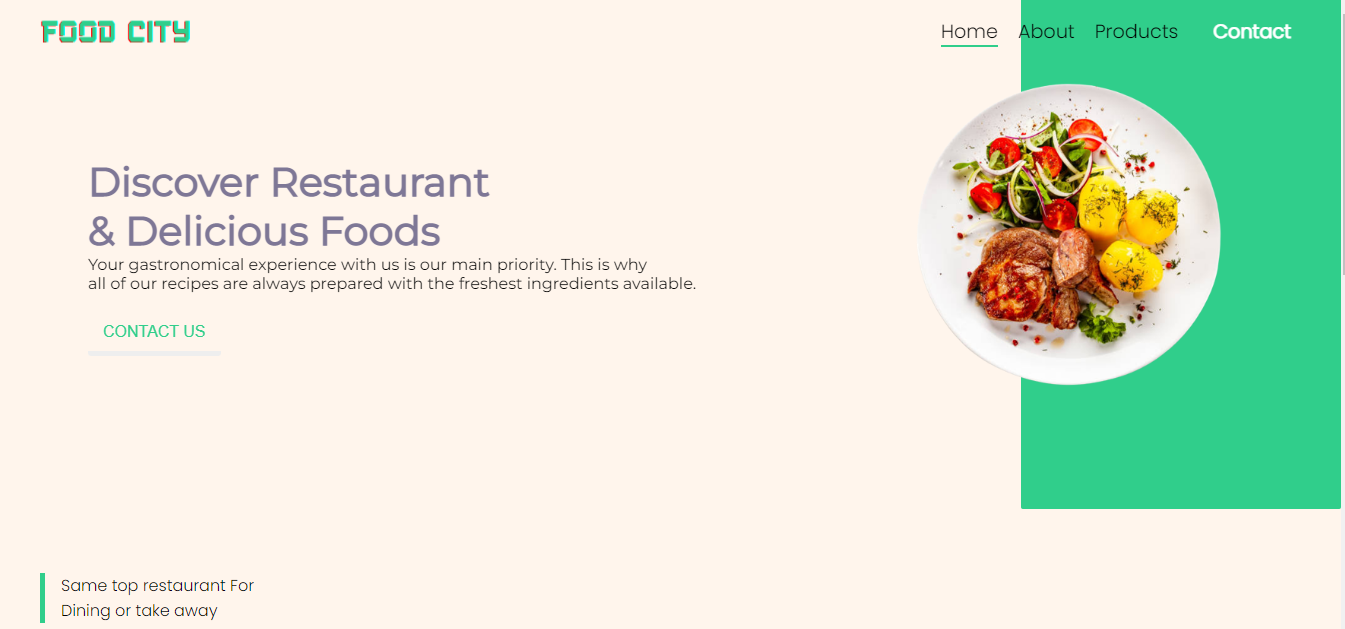 FOOD CITY
Home About Products Contact
Discover Restaurant
& Delicious Foods
Your gastronomical experience with us is our main priority. This is why
all of our recipes are always prepared with the freshest ingredients available.
CONTACT US
Same top restaurant For
Dining or take away